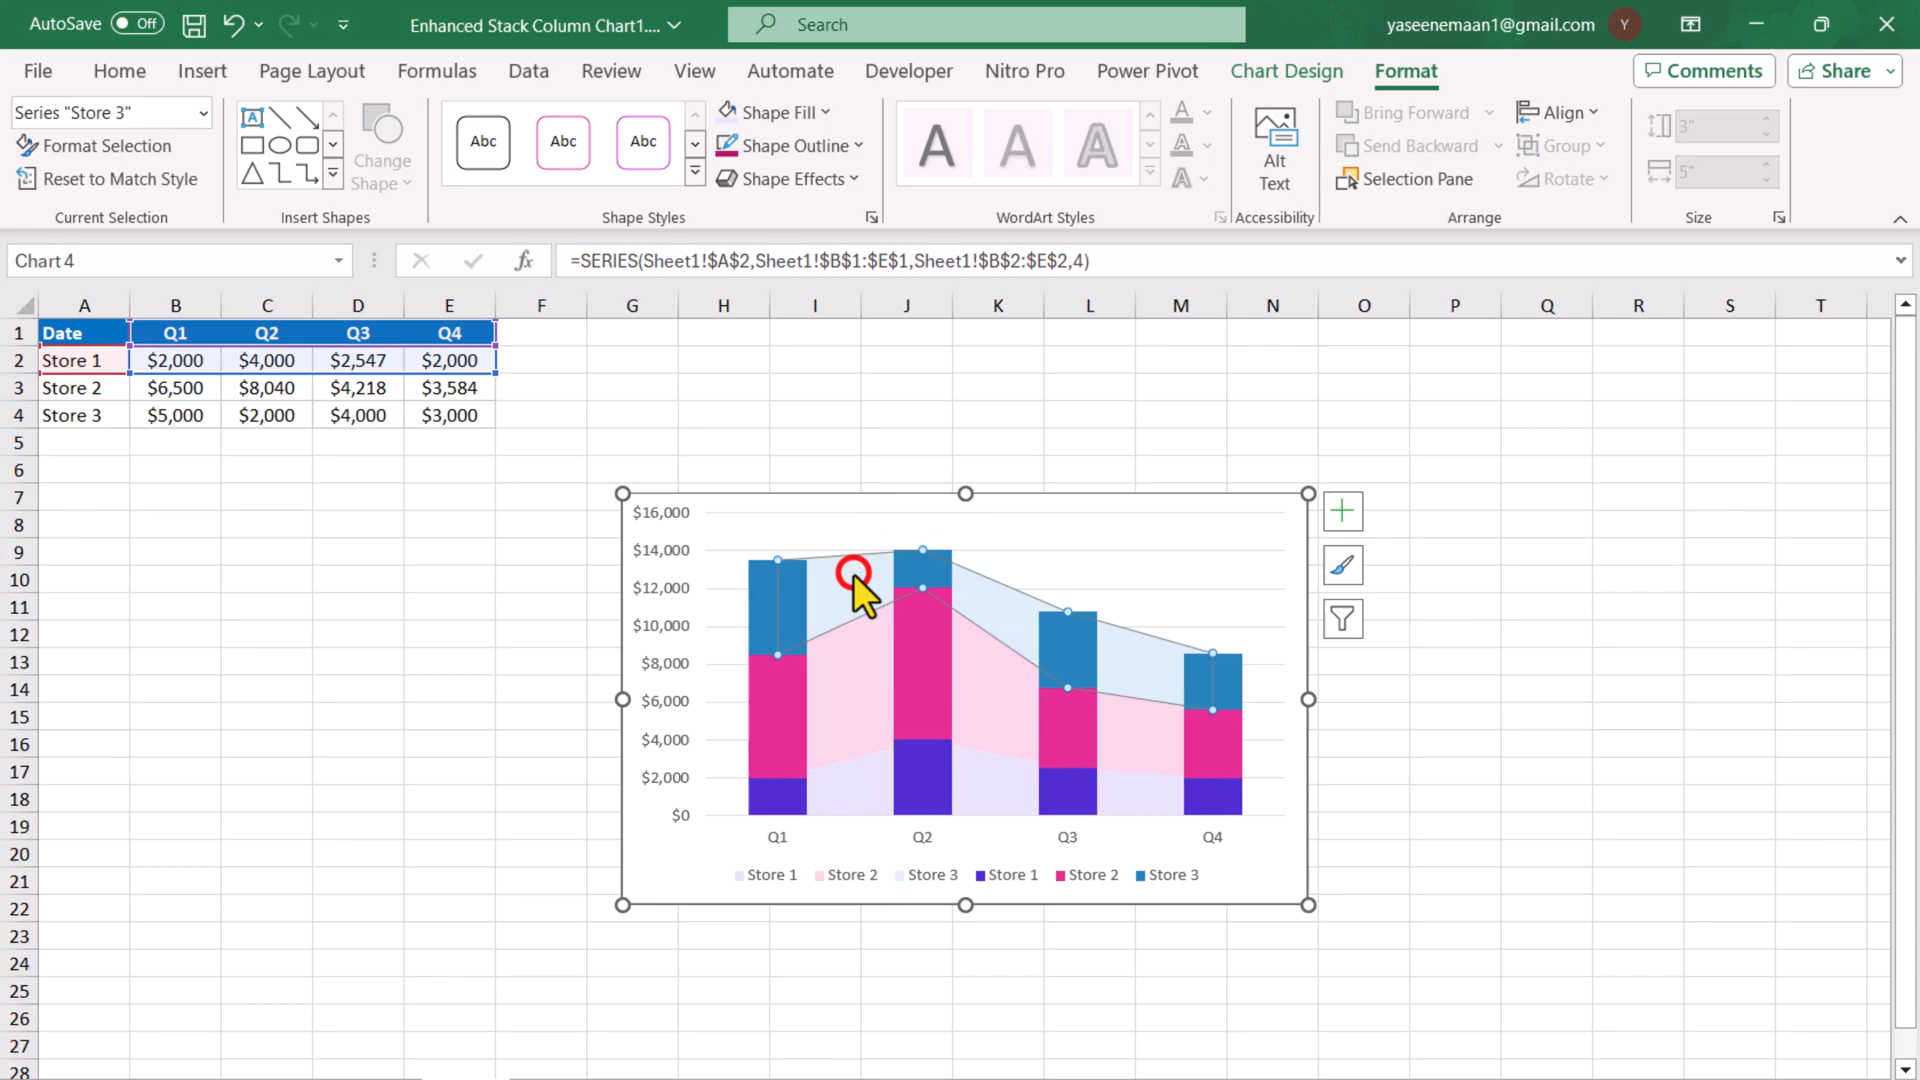 AutoSave Off Enhanced Stack Column Chart1.... Search yaseenemaan1@gmail.com Y
File Home Insert Page Layout Formulas Data Review View Automate Developer Nitro Pro Power Pivot Chart Design Format Comments Share
Series "Store 3"
Format Selection
Reset to Match Style
Current Selection
A
Change
Shape
Insert Shapes
Abc Abc Abc
Shape Fill
Shape Outline
Shape Effects
Shape Styles
A A A
A
A
A
WordArt Styles
Alt
Text
Accessibility
Bring Forward
Send Backward
Selection Pane
Align
Group
Rotate
Arrange
3"
5"
Size
Chart 4 fx =SERIES(Sheet1!$A$2,Sheet1!$B$1:$E$1,Sheet1!$B$2:$E$2,4)
A B C D E F G H I J K L M N O P Q R S T
1 Date Q1 Q2 Q3 Q4
2 Store 1 $2,000 $4,000 $2,547 $2,000
3 Store 2 $6,500 $8,040 $4,218 $3,584
4 Store 3 $5,000 $2,000 $4,000 $3,000
5
6
7
8
9
10
11
12
13
14
15
16
17
18
19
20
21
22
23
24
25
26
27
28
$16,000
$14,000
$12,000
$10,000
$8,000
$6,000
$4,000
$2,000
$0
Q1 Q2 Q3 Q4
Store 1 Store 2 Store 3 Store 1 Store 2 Store 3